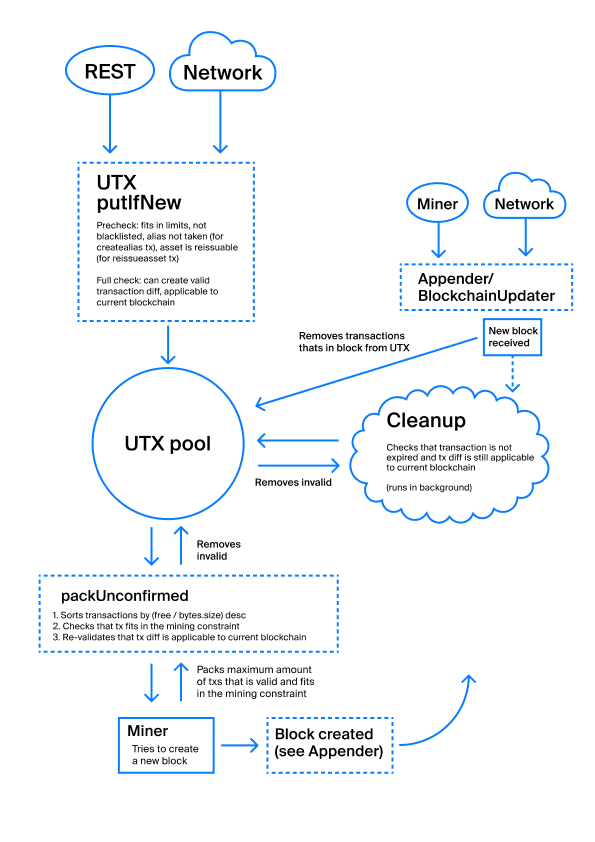 REST
Network
UTX
putIfNew
Precheck: fits in limits, not
blacklisted, alias not taken (for
createalias tx), asset is reissuable
(for reissueasset tx)
Full check: can create valid
transaction diff, applicable to
current blockchain
Miner
Network
Appender/
BlockchainUpdater
New block
received
Removes transactions
thats in block from UTX
UTX pool
Cleanup
Checks that transaction is not
expired and tx diff is still applicable
to current blockchain
(runs in background)
Removes invalid
Removes
invalid
packUnconfirmed
1. Sorts transactions by (free / bytes.size) desc
2. Checks that tx fits in the mining constraint
3. Re-validates that tx diff is applicable to current blockchain
Packs maximum amount
of txs that is valid and fits
in the mining constraint
Miner
Tries to create
a new block
Block created
(see Appender)